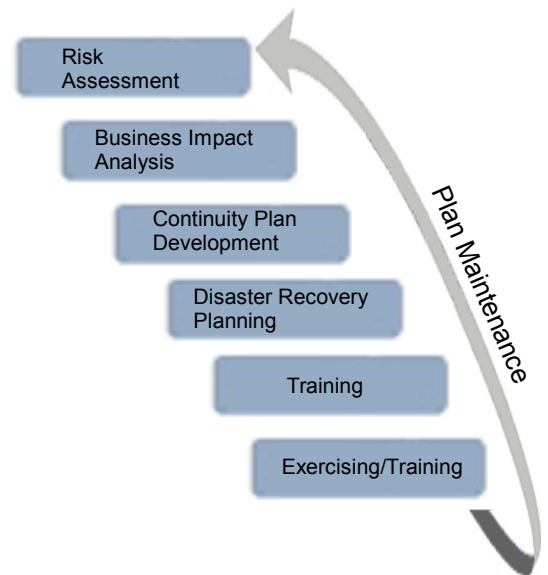 Risk
Assessment
Business Impact
Analysis
Continuity Plan
Development
Disaster Recovery
Planning
Training
Exercising/Training
Plan Maintenance